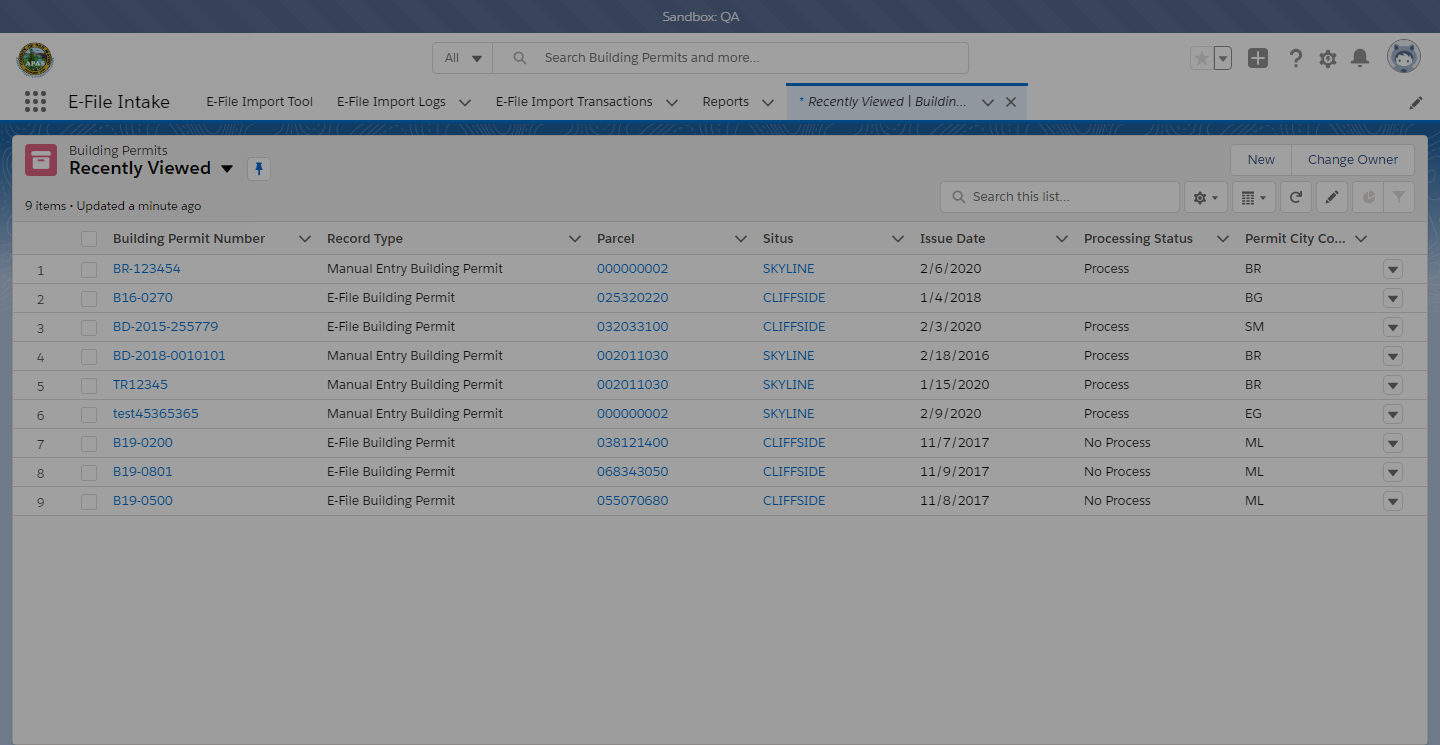 Sandbox: QA
APAS
All
Search Building Permits and more...
E-File Intake
E-File Import Tool
E-File Import Logs
E-File Import Transactions
Reports
* Recently Viewed | Buildin...
Building Permits
Recently Viewed
New
Change Owner
9 items • Updated a minute ago
Search this list...
Building Permit Number Record Type Parcel Situs Issue Date Processing Status Permit City Co...
1 BR-123454 Manual Entry Building Permit 000000002 SKYLINE 2/6/2020 Process BR
2 B16-0270 E-File Building Permit 025320220 CLIFFSIDE 1/4/2018 BG
3 BD-2015-255779 E-File Building Permit 032033100 CLIFFSIDE 2/3/2020 Process SM
4 BD-2018-0010101 Manual Entry Building Permit 002011030 SKYLINE 2/18/2016 Process BR
5 TR12345 Manual Entry Building Permit 002011030 SKYLINE 1/15/2020 Process BR
6 test45365365 Manual Entry Building Permit 000000002 SKYLINE 2/9/2020 Process EG
7 B19-0200 E-File Building Permit 038121400 CLIFFSIDE 11/7/2017 No Process ML
8 B19-0801 E-File Building Permit 068343050 CLIFFSIDE 11/9/2017 No Process ML
9 B19-0500 E-File Building Permit 055070680 CLIFFSIDE 11/8/2017 No Process ML